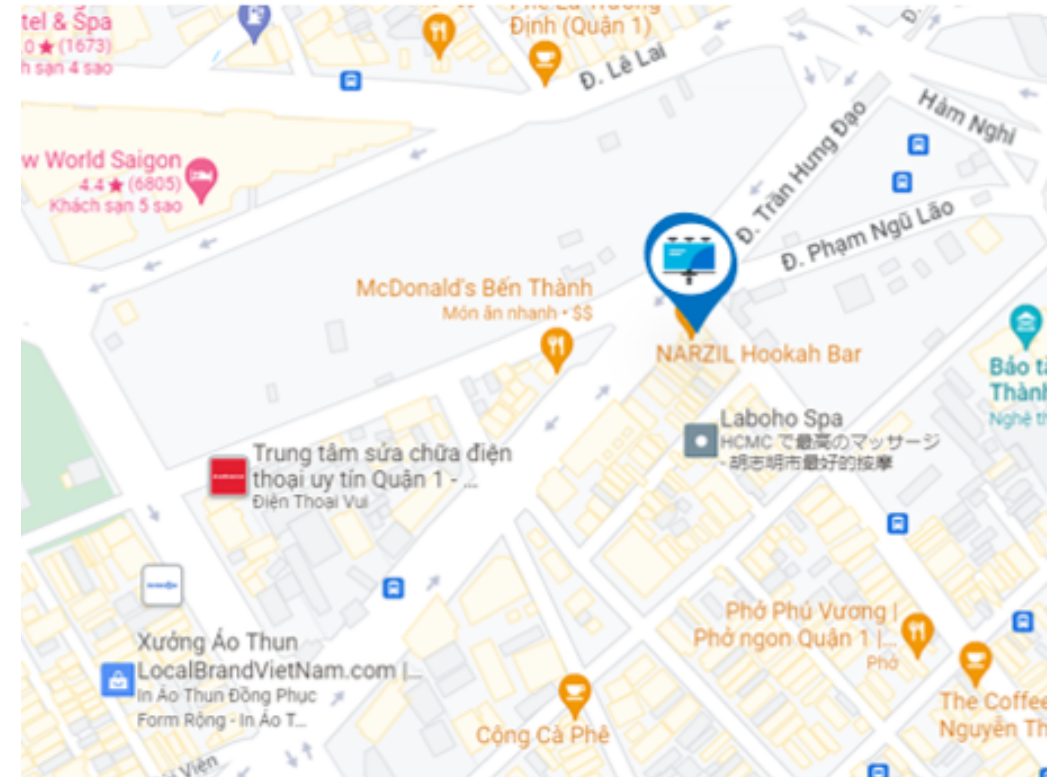 tel & Spa
.0 ★ (1673)
h sạn 4 sao
Định (Quận 1)
Đ. Lê Lai
Hàm Nghi
Đ. Trần Hưng Đạo
Đ. Phạm Ngũ Lão
w World Saigon
4.4 ★ (6805)
Khách sạn 5 sao
McDonald's Bến Thành
Món ăn nhanh • $$
NARZIL Hookah Bar
Bảo tà
Thành
Nghệ th
Laboho Spa
HCMC で最高のマッサージ
- 胡志明市最好的按摩
Trung tâm sửa chữa điện
thoại uy tín Quận 1 - ...
Điện Thoại Vui
Xưởng Áo Thun
LocalBrandVietNam.com |...
In Áo Thun Đồng Phục
Form Rộng - In Áo T...
Phở Phú Vương |
Phở ngon Quận 1 |...
Phở
The Coffee
Nguyễn Th
Cộng Cà Phê
Viện